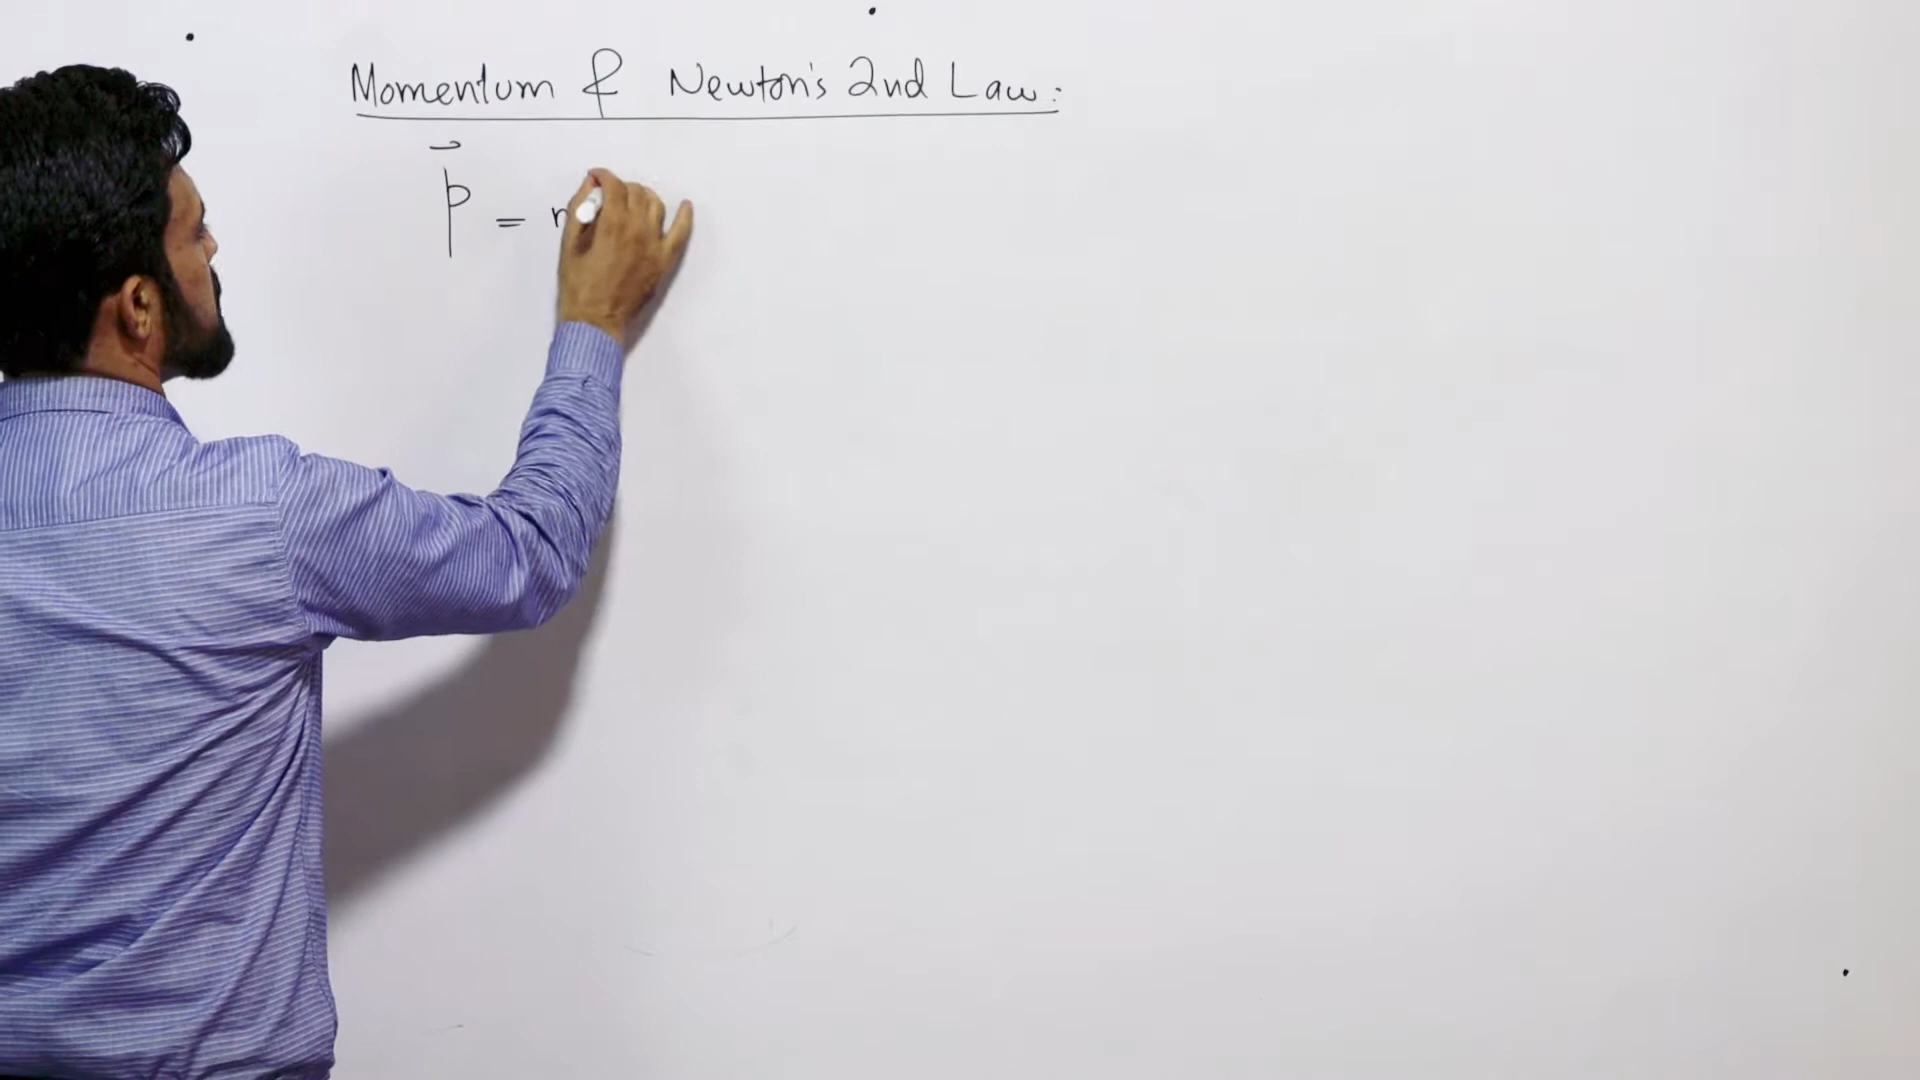 Momentum & Newton's 2nd Law:
p⃗ =